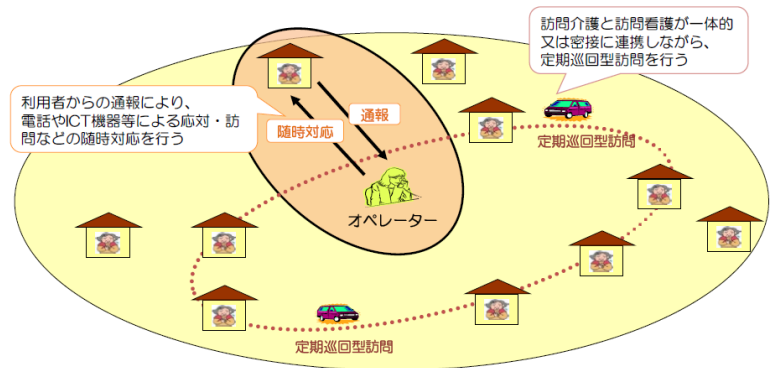 訪問介護と訪問看護が一体的
又は密接に連携しながら、
定期巡回型訪問を行う
利用者からの通報により、
電話やICT機器等による応対・訪
問などの随時対応を行う
通報
随時対応
定期巡回型訪問
オペレーター
定期巡回型訪問